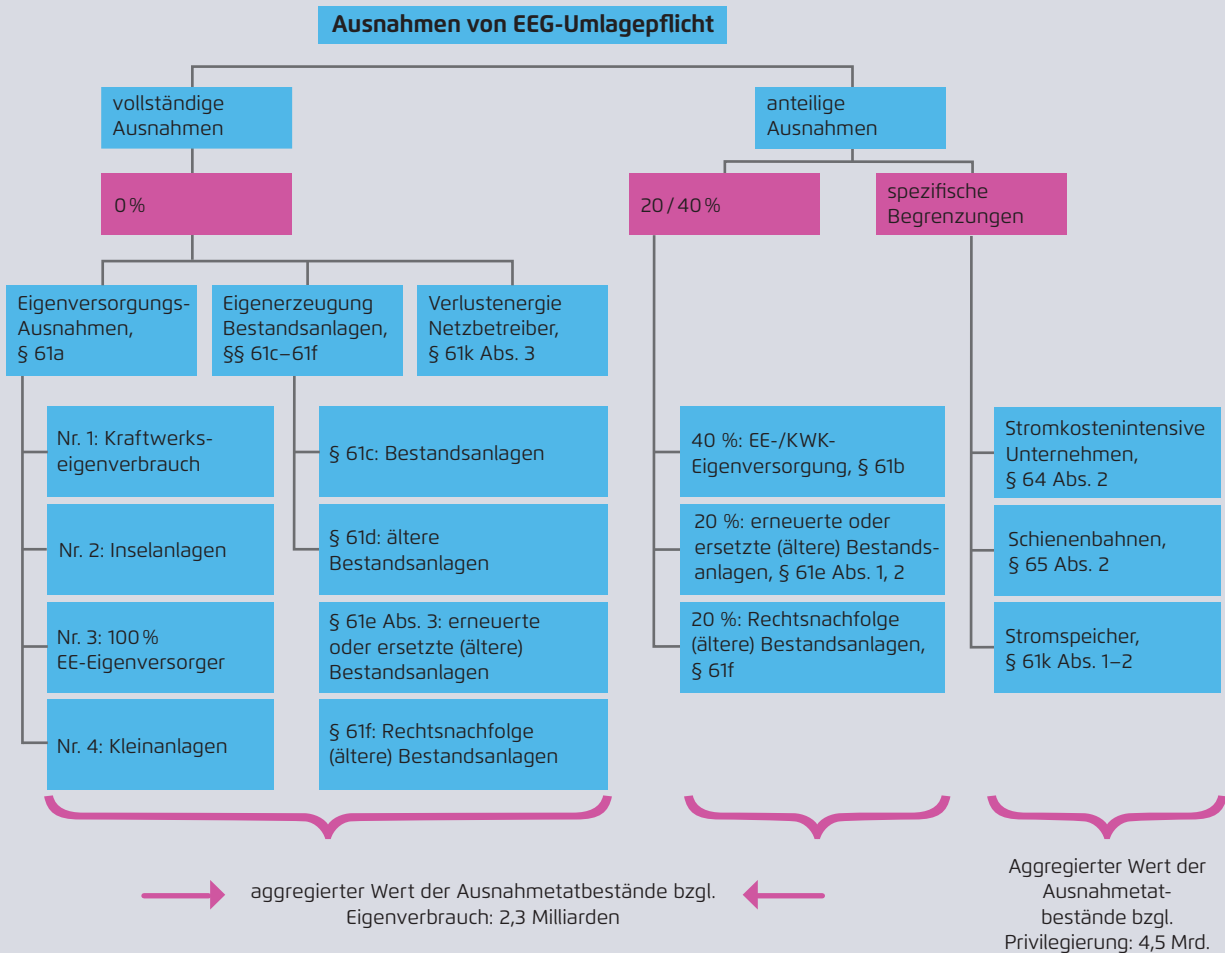 Ausnahmen von EEG-Umlagepflicht
vollständige
Ausnahmen
anteilige
Ausnahmen
0 %
20 / 40 %
spezifische
Begrenzungen
Eigenversorgungs-
Ausnahmen,
§ 61a
Eigenerzeugung
Bestandsanlagen,
§§ 61c–61f
Verlustenergie
Netzbetreiber,
§ 61k Abs. 3
Nr. 1: Kraftwerks-
eigenverbrauch
Nr. 2: Inselanlagen
Nr. 3: 100 %
EE-Eigenversorger
Nr. 4: Kleinanlagen
§ 61c: Bestandsanlagen
§ 61d: ältere
Bestandsanlagen
§ 61e Abs. 3: erneuerte
oder ersetzte (ältere)
Bestandsanlagen
§ 61f: Rechtsnachfolge
(ältere) Bestandsanlagen
40 %: EE-/KWK-
Eigenversorgung, § 61b
20 %: erneuerte oder
ersetzte (ältere) Bestands-
anlagen, § 61e Abs. 1, 2
20 %: Rechtsnachfolge
(ältere) Bestandsanlagen,
§ 61f
Stromkostenintensive
Unternehmen,
§ 64 Abs. 2
Schienenbahnen,
§ 65 Abs. 2
Stromspeicher,
§ 61k Abs. 1–2
aggregierter Wert der Ausnahmetatbestände bzgl.
Eigenverbrauch: 2,3 Milliarden
Aggregierter Wert der
Ausnahmetat-
bestände bzgl.
Privilegierung: 4,5 Mrd.